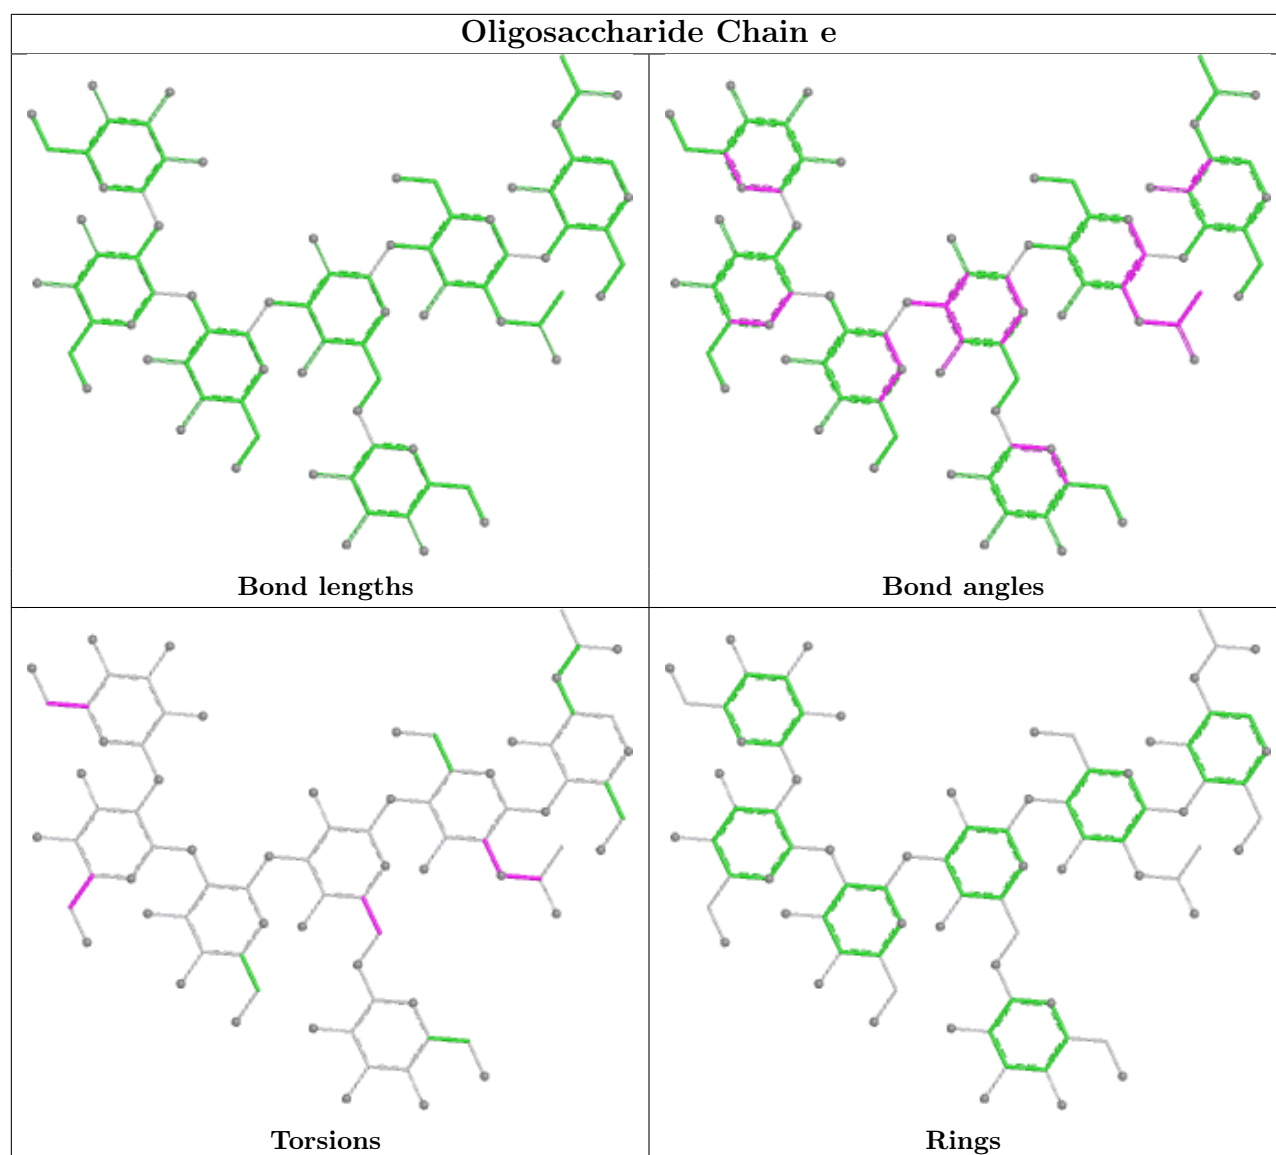 Oligosaccharide Chain e
Bond lengths
Bond angles
Torsions
Rings